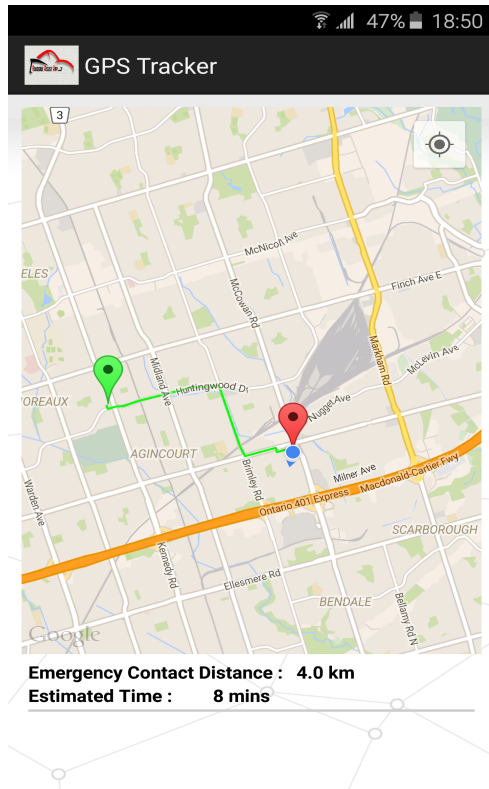 47% 18:50
GPS Tracker
3
McNicoll Ave
ELES
Finch Ave E
McCowan Rd
Markham Rd
McLevin Ave
Midland Ave
Huntingwood Dr
OREAUX
Nugget Ave
AGINCOURT
Brimley Rd
Milner Ave
Macdonald-Cartier Fwy
Warden Ave
Ontario 401 Express
SCARBOROUGH
Kennedy Rd
Ellesmere Rd
BENDALE
Bellamy Rd N
Google
Emergency Contact Distance : 4.0 km
Estimated Time : 8 mins